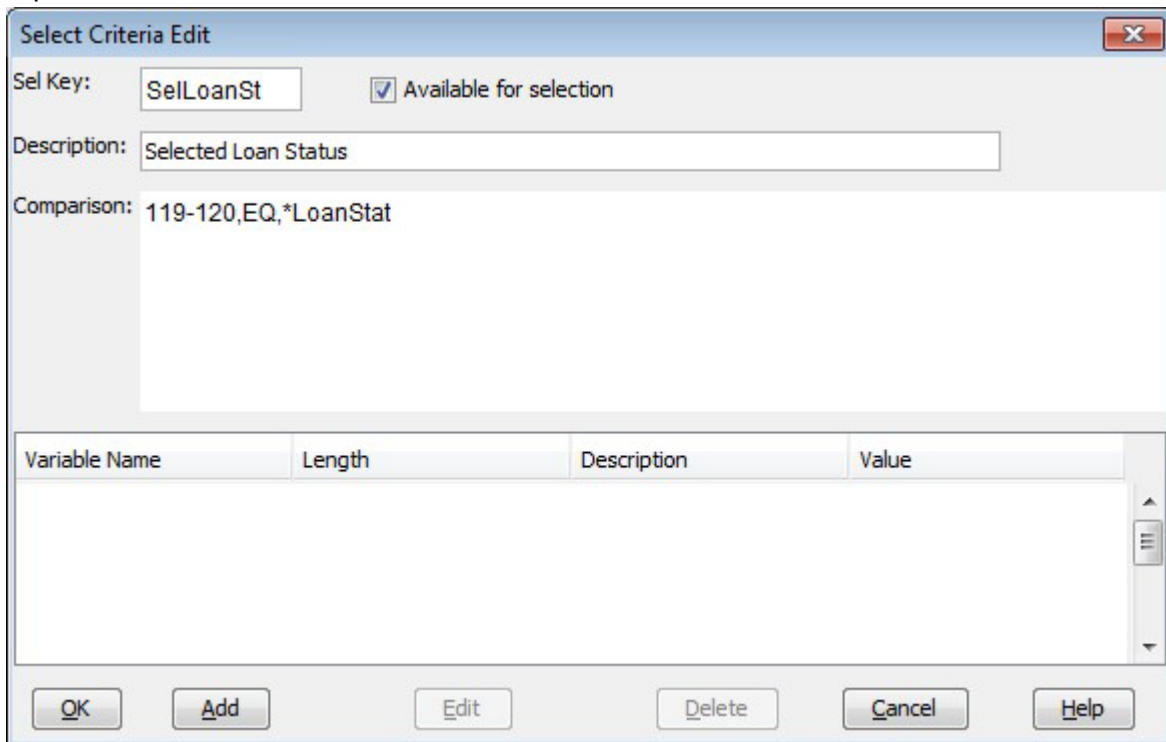 Select Criteria Edit
Sel Key: SelLoanSt Available for selection
Description: Selected Loan Status
Comparison: 119-120,EQ,*LoanStat
Variable Name Length Description Value
OK Add Edit Delete Cancel Help